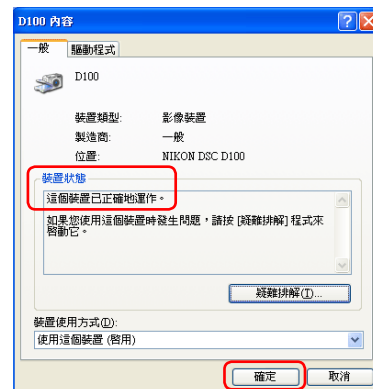 D100 內容
一般 驅動程式
D100
裝置類型: 影像裝置
製造商: 一般
位置: NIKON DSC D100
裝置狀態
這個裝置已正確地運作。
如果您使用這個裝置時發生問題，請按 [疑難排解] 程式來
啓動它。
疑難排解(T)...
裝置使用方式(D):
使用這個裝置 (啓用)
確定 取消